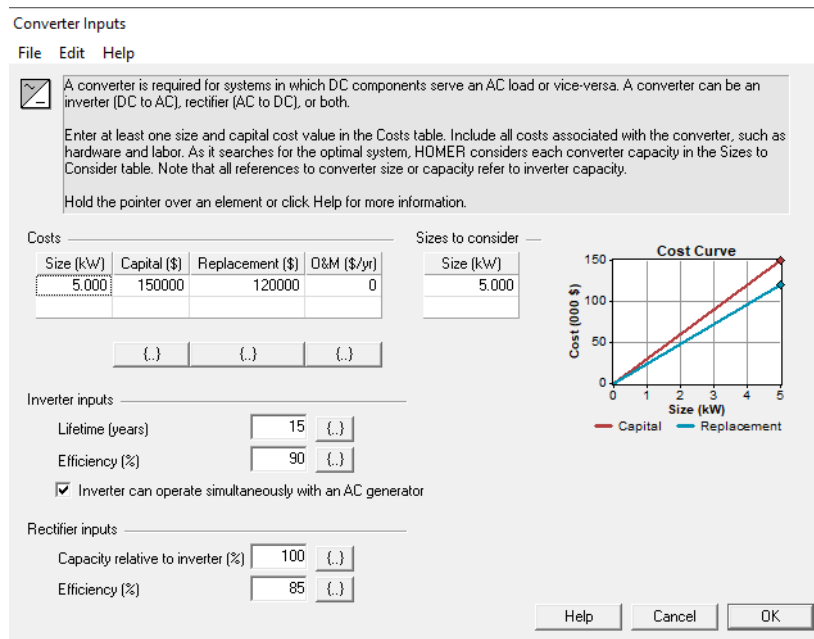 Converter Inputs
File Edit Help
A converter is required for systems in which DC components serve an AC load or vice-versa. A converter can be an
inverter (DC to AC), rectifier (AC to DC), or both.
Enter at least one size and capital cost value in the Costs table. Include all costs associated with the converter, such as
hardware and labor. As it searches for the optimal system, HOMER considers each converter capacity in the Sizes to
Consider table. Note that all references to converter size or capacity refer to inverter capacity.
Hold the pointer over an element or click Help for more information.
Costs
Size (kW) Capital ($) Replacement ($) O&M ($/yr)
5.000 150000 120000 0
{..} {..} {..}
Sizes to consider
Size (kW)
5.000
Cost Curve
Cost (000 $)
150
100
50
0
0 1 2 3 4 5
Size (kW)
Capital Replacement
Inverter inputs
Lifetime (years) 15 {..}
Efficiency (%) 90 {..}
Inverter can operate simultaneously with an AC generator
Rectifier inputs
Capacity relative to inverter (%) 100 {..}
Efficiency (%) 85 {..}
Help Cancel OK